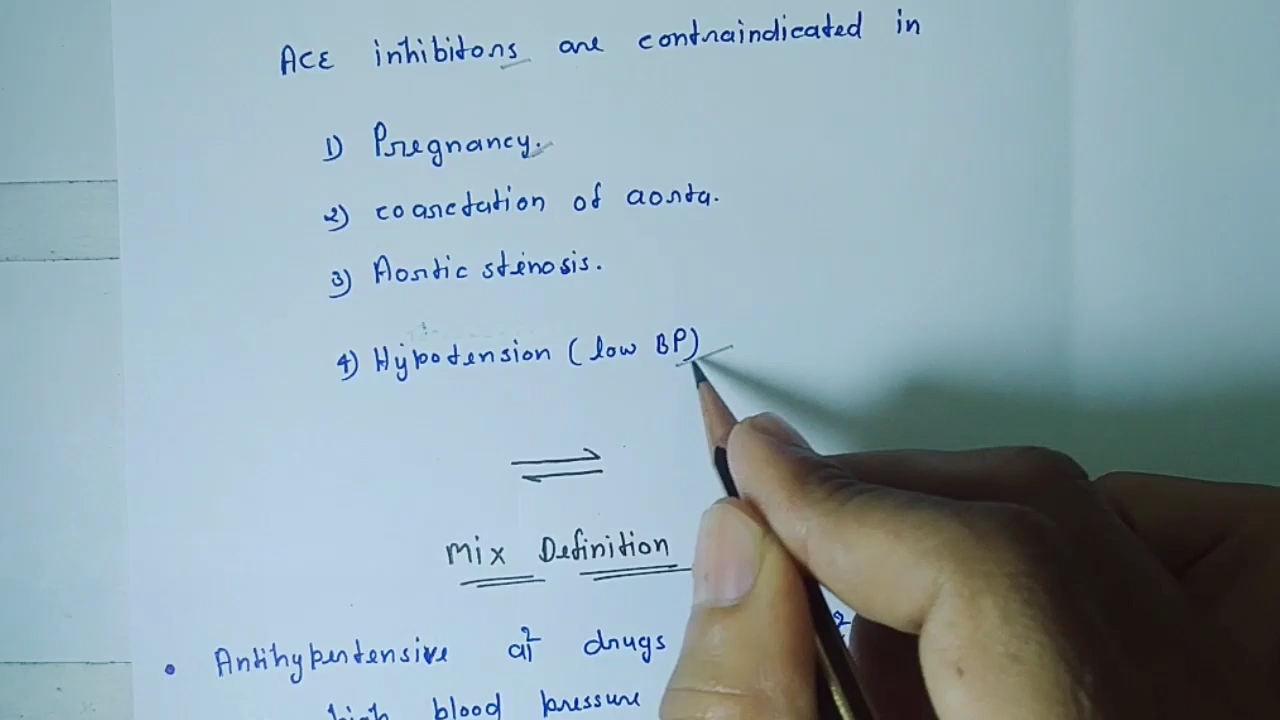 ACE inhibitors are contraindicated in
1) Pregnancy.
2) coarctation of aorta.
3) Aortic stenosis.
4) Hypotension (low BP)
Mix Definition
• Antihypertensive drugs
high blood pressure